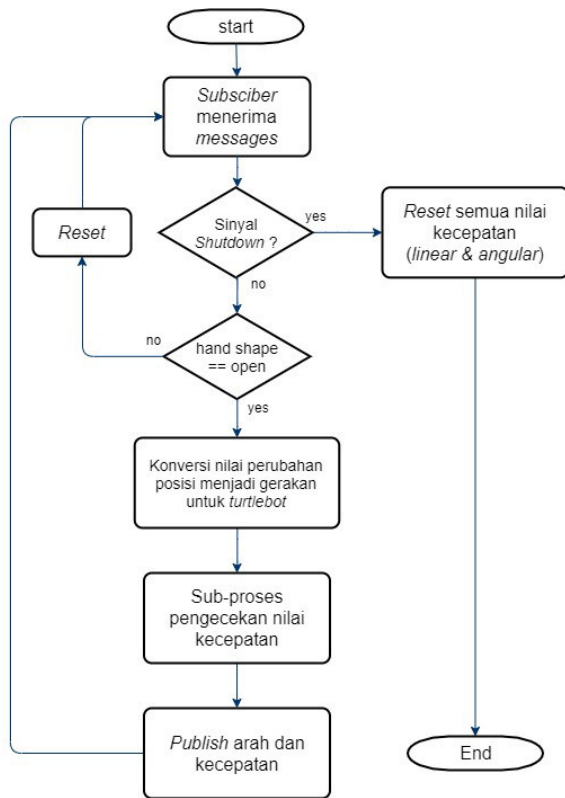 start
Subsciber
menerima
messages
Sinyal
Shutdown ?
yes
Reset semua nilai
kecepatan
(linear & angular)
Reset
no
hand shape
== open
no
yes
Konversi nilai perubahan
posisi menjadi gerakan
untuk turtlebot
Sub-proses
pengecekan nilai
kecepatan
Publish arah dan
kecepatan
End